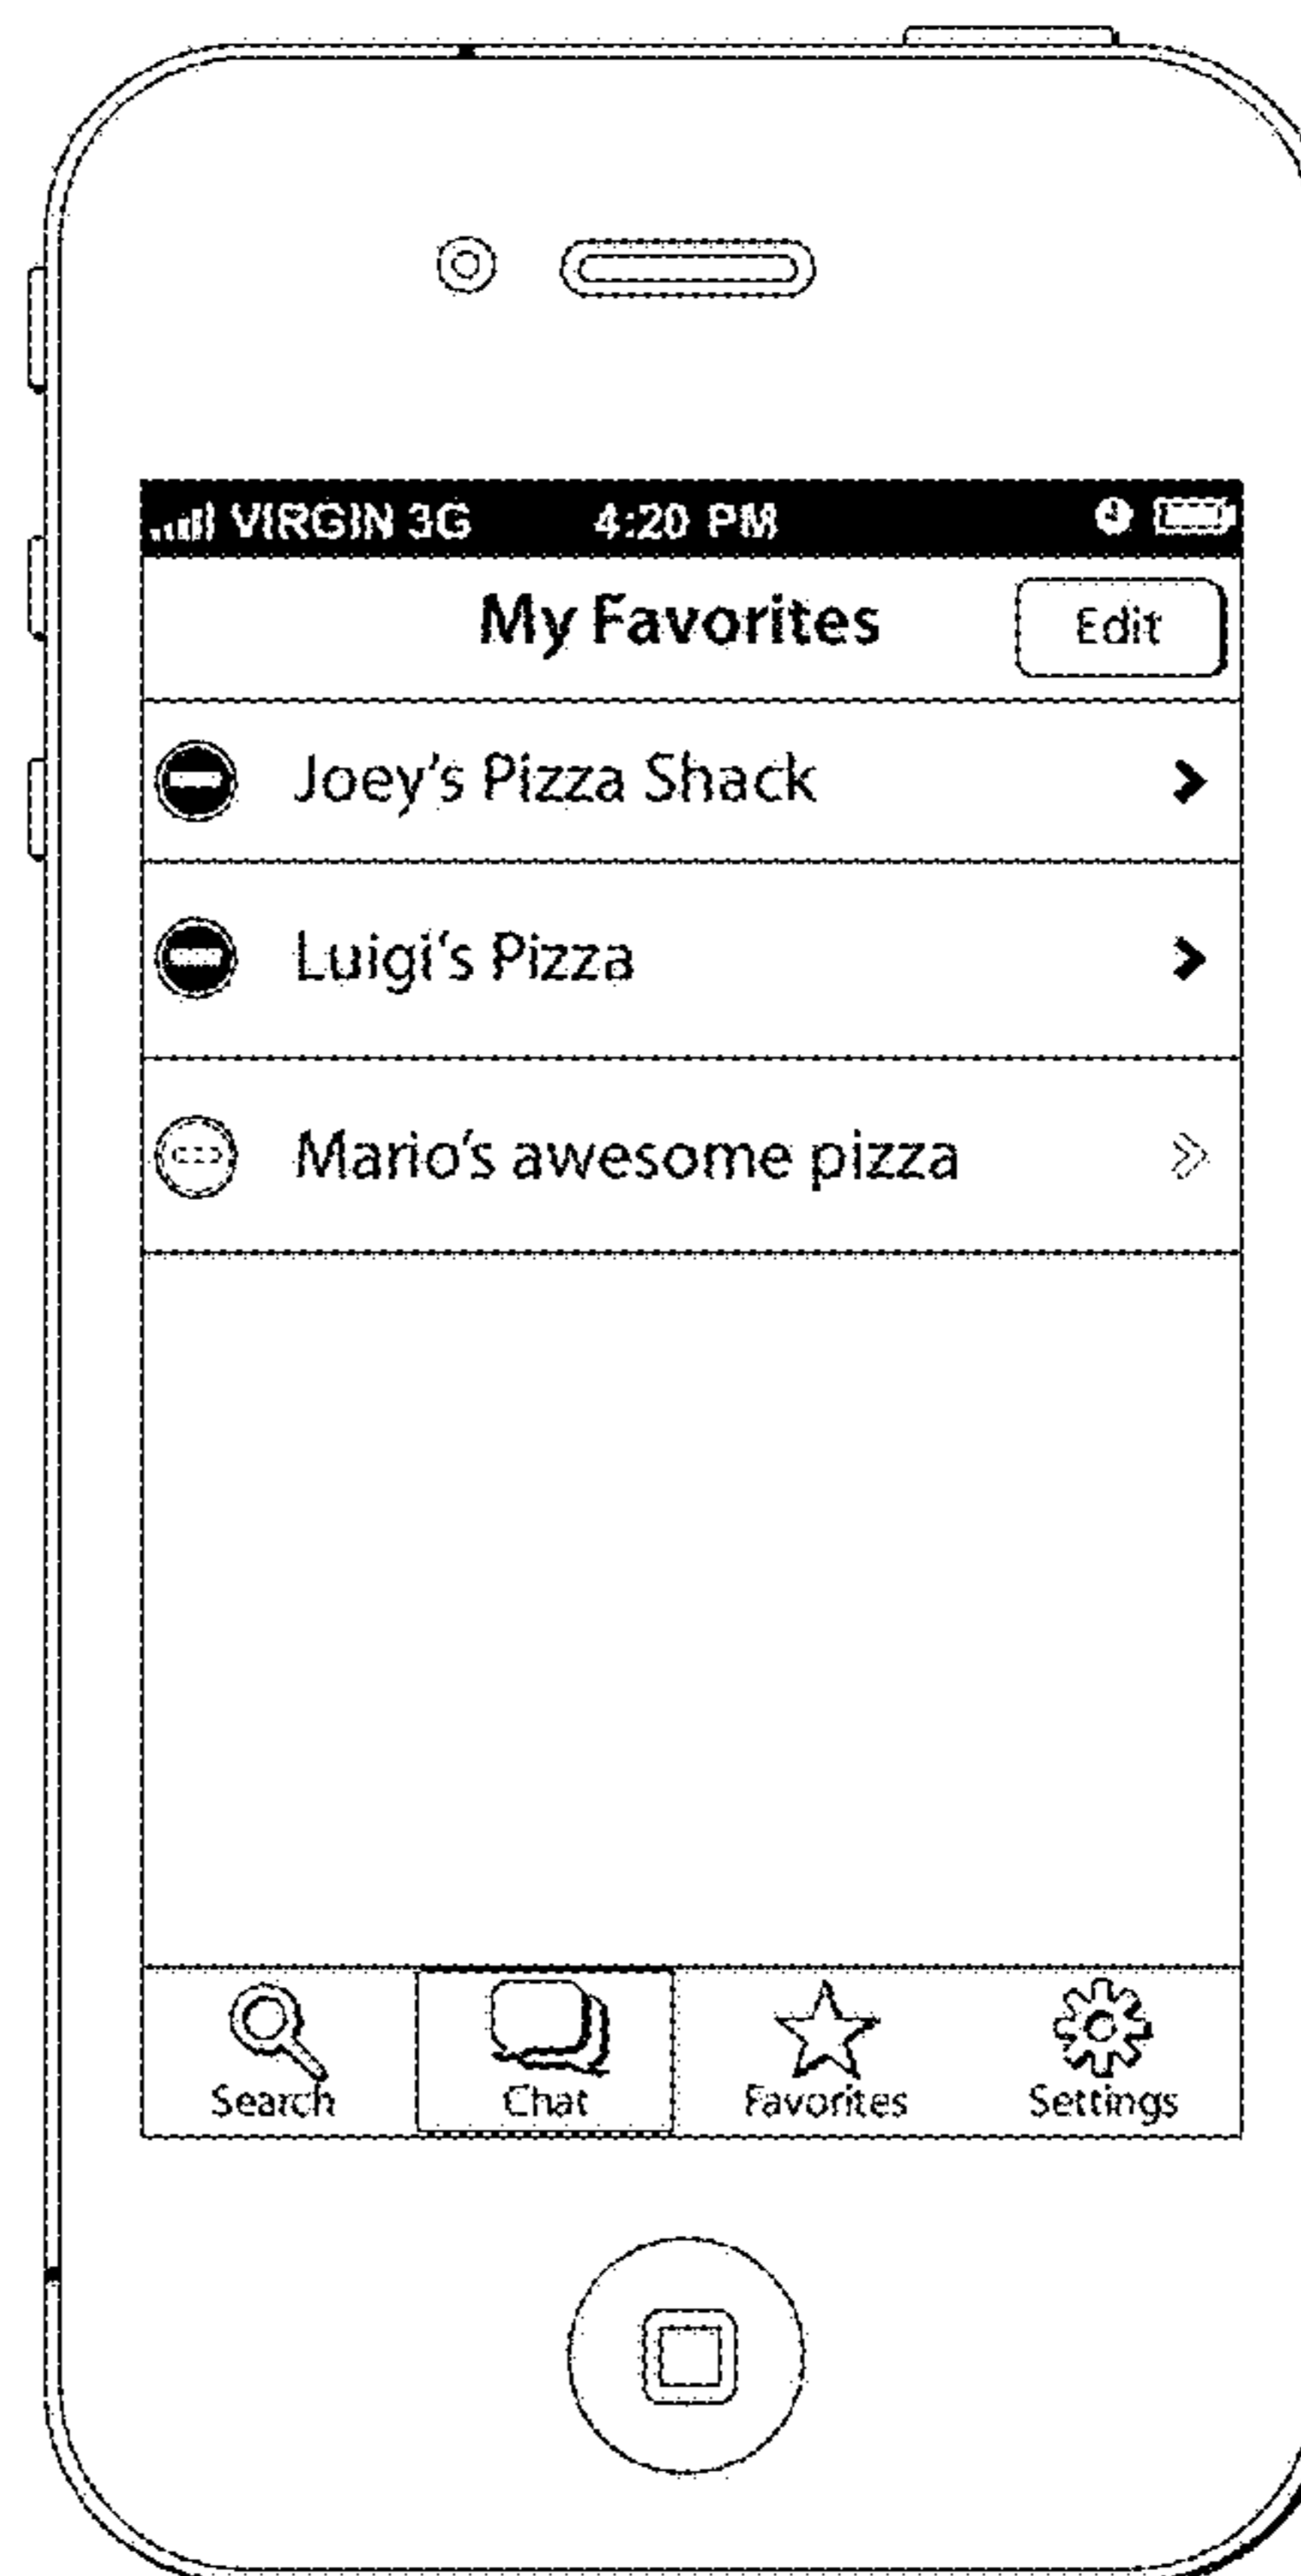 VIRGIN 3G 4:20 PM
My Favorites Edit
Joey's Pizza Shack
Luigi's Pizza
Mario's awesome pizza
Search Chat Favorites Settings